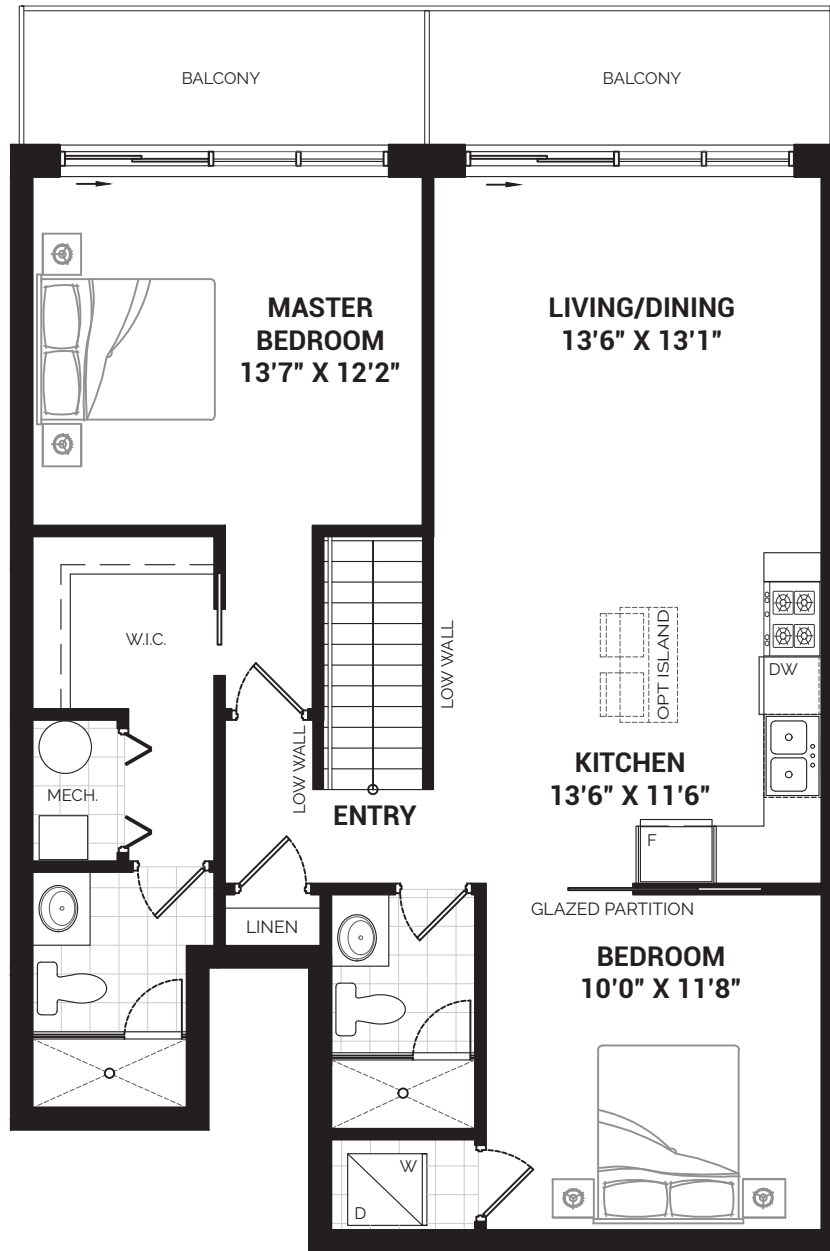 BALCONY
BALCONY
MASTER
BEDROOM
13'7" X 12'2"
LIVING/DINING
13'6" X 13'1"
W.I.C.
LOW WALL
OPT ISLAND
DW
MECH.
LOW WALL
ENTRY
KITCHEN
13'6" X 11'6"
F
LINEN
GLAZED PARTITION
BEDROOM
10'0" X 11'8"
W
D